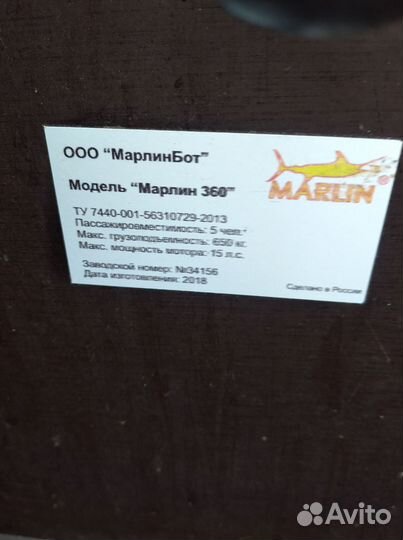 ООО “МарлинБот”
MARLIN®
Модель “Марлин 360”
ТУ 7440-001-56310729-2013
Пассажировместимость: 5 чел.
Макс. грузоподъемность: 650 кг.
Макс. мощность мотора: 15 л.с.
Заводской номер: №34156
Дата изготовления: 2018
Сделано в России
Avito